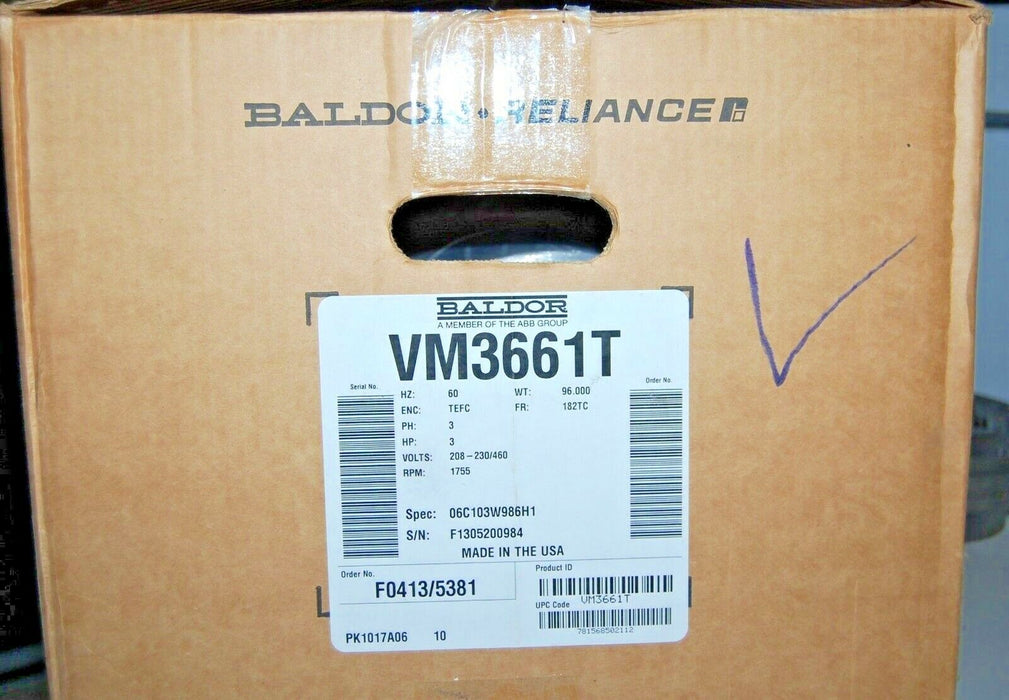 BALDOR • RELIANCE
BALDOR
A MEMBER OF THE ABB GROUP
VM3661T
Serial No.
Order No.
HZ: 60 WT: 96.000
ENC: TEFC FR: 182TC
PH: 3
HP: 3
VOLTS: 208-230/460
RPM: 1755
Spec: 06C103W986H1
S/N: F1305200984
MADE IN THE USA
Order No.
F0413/5381
Product ID
VM3661T
UPC Code
781568502112
PK1017A06 10